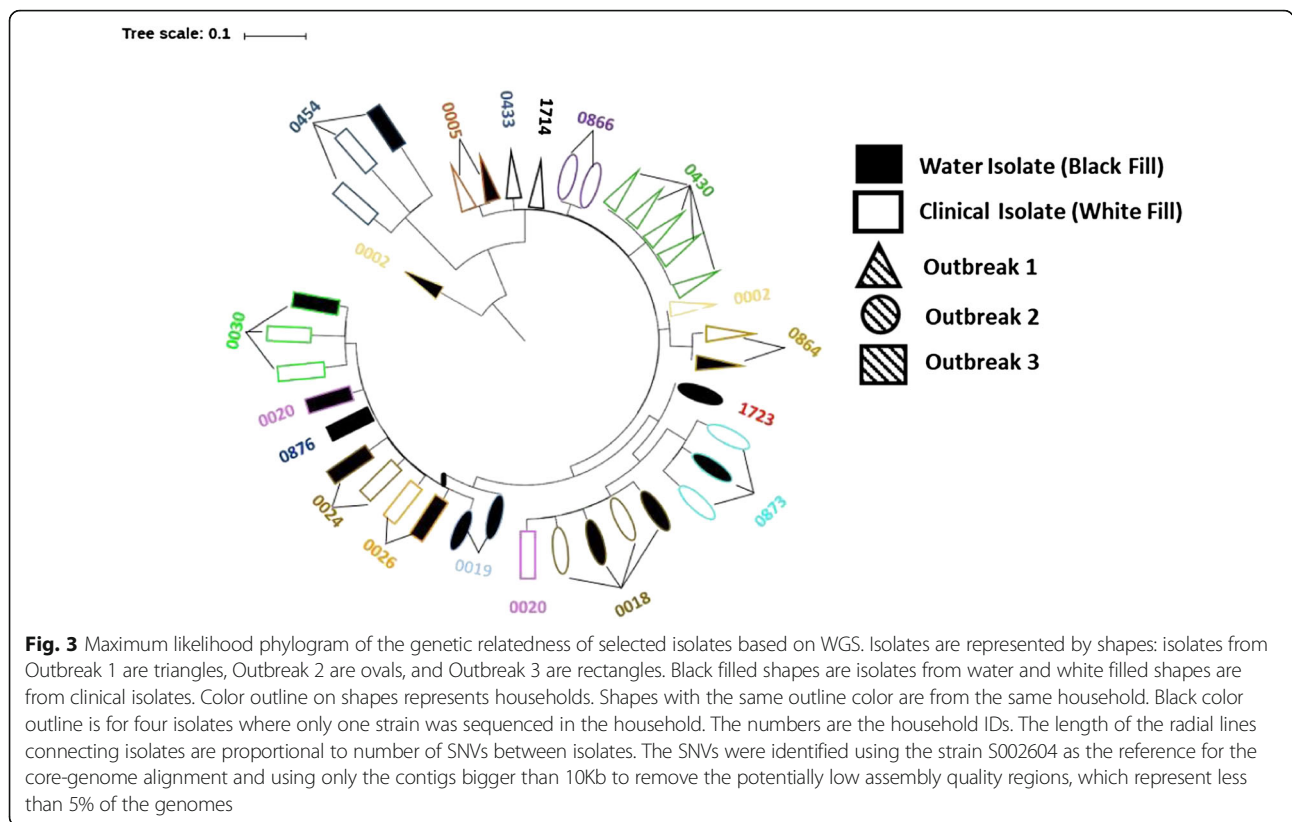 Tree scale: 0.1
0454
0005
0433
1714
0866
0430
0002
0002
0864
0030
0020
0876
0024
0026
0019
0020
0018
0873
1723
Water Isolate (Black Fill)
Clinical Isolate (White Fill)
Outbreak 1
Outbreak 2
Outbreak 3
Fig. 3 Maximum likelihood phylogram of the genetic relatedness of selected isolates based on WGS. Isolates are represented by shapes: isolates from
Outbreak 1 are triangles, Outbreak 2 are ovals, and Outbreak 3 are rectangles. Black filled shapes are isolates from water and white filled shapes are
from clinical isolates. Color outline on shapes represents households. Shapes with the same outline color are from the same household. Black color
outline is for four isolates where only one strain was sequenced in the household. The numbers are the household IDs. The length of the radial lines
connecting isolates are proportional to number of SNVs between isolates. The SNVs were identified using the strain S002604 as the reference for the
core-genome alignment and using only the contigs bigger than 10Kb to remove the potentially low assembly quality regions, which represent less
than 5% of the genomes